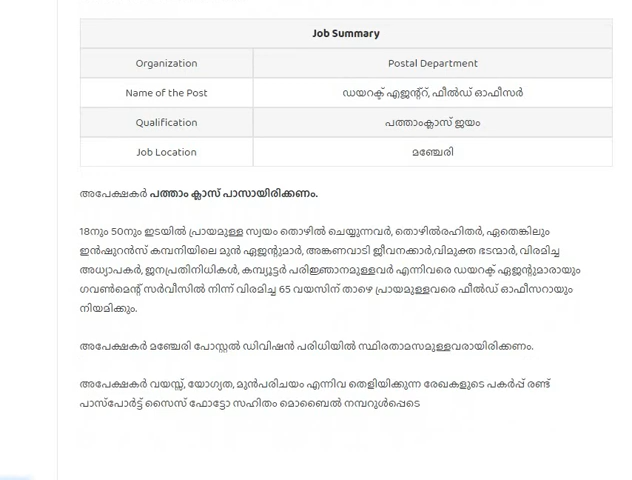 Job Summary
Organization Postal Department
Name of the Post ഡയറക്ട് എജന്റ്റ്, ഫീൽഡ് ഓഫീസർ
Qualification പത്താംക്ലാസ് ജയം
Job Location മഞ്ചേരി
അപേക്ഷകർ പത്താം ക്ലാസ് പാസായിരിക്കണം.
18നും 50നും ഇടയിൽ പ്രായമുള്ള സ്വയം തൊഴിൽ ചെയ്യുന്നവർ, തൊഴിൽരഹിതർ, ഏതെങ്കിലും
ഇൻഷുറൻസ് കമ്പനിയിലെ മുൻ ഏജന്റുമാർ, അങ്കണവാടി ജീവനക്കാർ,വിമുക്ത ഭടന്മാർ, വിരമിച്ച
അധ്യാപകർ, ജനപ്രതിനിധികൾ, കമ്പ്യൂട്ടർ പരിജ്ഞാനമുള്ളവർ എന്നിവരെ ഡയറക്ട് ഏജന്റുമാരായും
ഗവൺമെന്റ് സർവീസിൽ നിന്ന് വിരമിച്ച 65 വയസിന് താഴെ പ്രായമുള്ളവരെ ഫീൽഡ് ഓഫീസറായും
നിയമിക്കും.
അപേക്ഷകർ മഞ്ചേരി പോസ്റ്റൽ ഡിവിഷൻ പരിധിയിൽ സ്ഥിരതാമസമുള്ളവരായിരിക്കണം.
അപേക്ഷകർ വയസ്സ്, യോഗ്യത, മുൻപരിചയം എന്നിവ തെളിയിക്കുന്ന രേഖകളുടെ പകർപ്പ് രണ്ട്
പാസ്പോർട്ട് സൈസ് ഫോട്ടോ സഹിതം മൊബൈൽ നമ്പറുൾപ്പെടെ